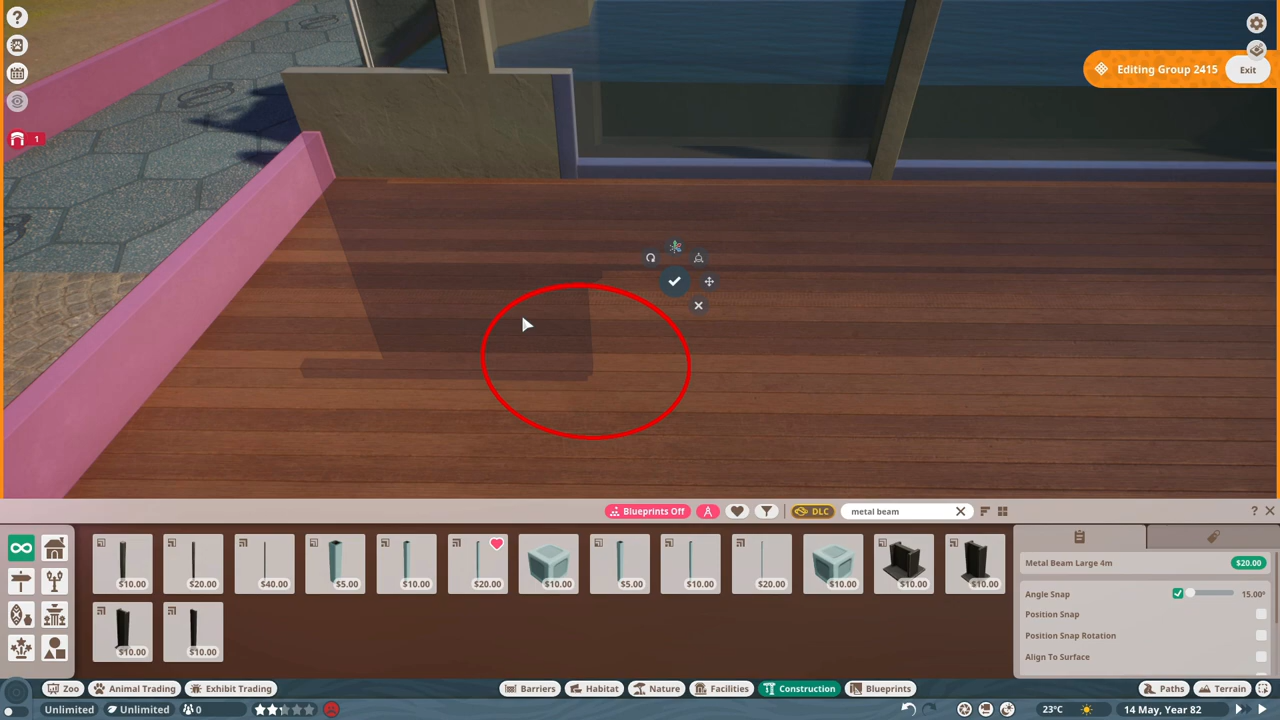 ?
Editing Group 2415
Exit
1
Blueprints Off
DLC
metal beam
?
$10.00
$20.00
$40.00
$5.00
$10.00
$20.00
$10.00
$5.00
$10.00
$20.00
$10.00
$10.00
$10.00
$10.00
$10.00
Metal Beam Large 4m
$20.00
Angle Snap
15.00°
Position Snap
Position Snap Rotation
Align To Surface
Zoo
Animal Trading
Exhibit Trading
Barriers
Habitat
Nature
Facilities
Construction
Blueprints
Paths
Terrain
Unlimited
Unlimited
0
23°C
14 May, Year 82